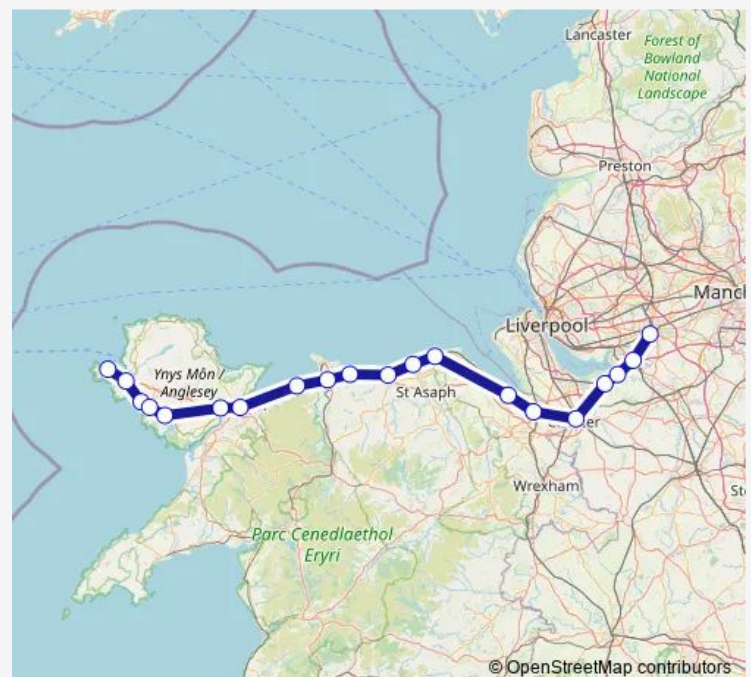 Lancaster
Forest of
Bowland
National
Landscape
Preston
Manc
Liverpool
Ynys Môn /
Anglesey
St Asaph
Wrexham
Parc Cenedlaethol
Eryri
© OpenStreetMap contributors